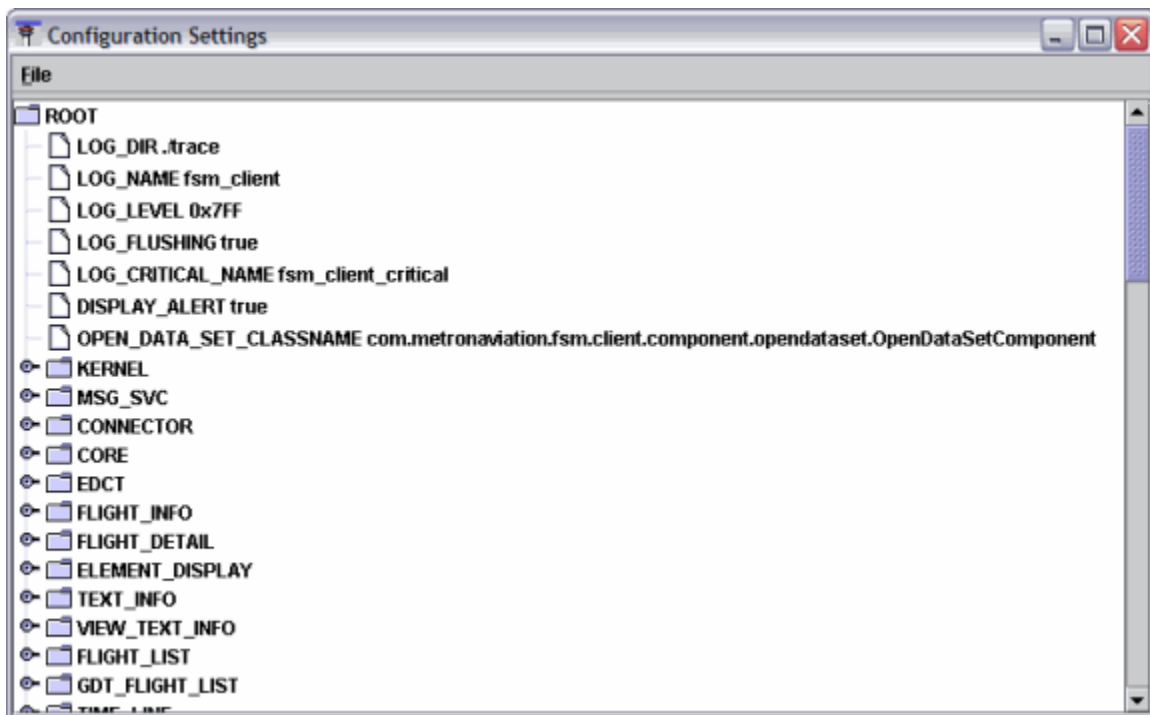 Configuration Settings
File
ROOT
LOG_DIR ./trace
LOG_NAME fsm_client
LOG_LEVEL 0x7FF
LOG_FLUSHING true
LOG_CRITICAL_NAME fsm_client_critical
DISPLAY_ALERT true
OPEN_DATA_SET_CLASSNAME com.metronaviation.fsm.client.component.opendataset.OpenDataSetComponent
KERNEL
MSG_SVC
CONNECTOR
CORE
EDCT
FLIGHT_INFO
FLIGHT_DETAIL
ELEMENT_DISPLAY
TEXT_INFO
VIEW_TEXT_INFO
FLIGHT_LIST
GDT_FLIGHT_LIST
TIME_LINE